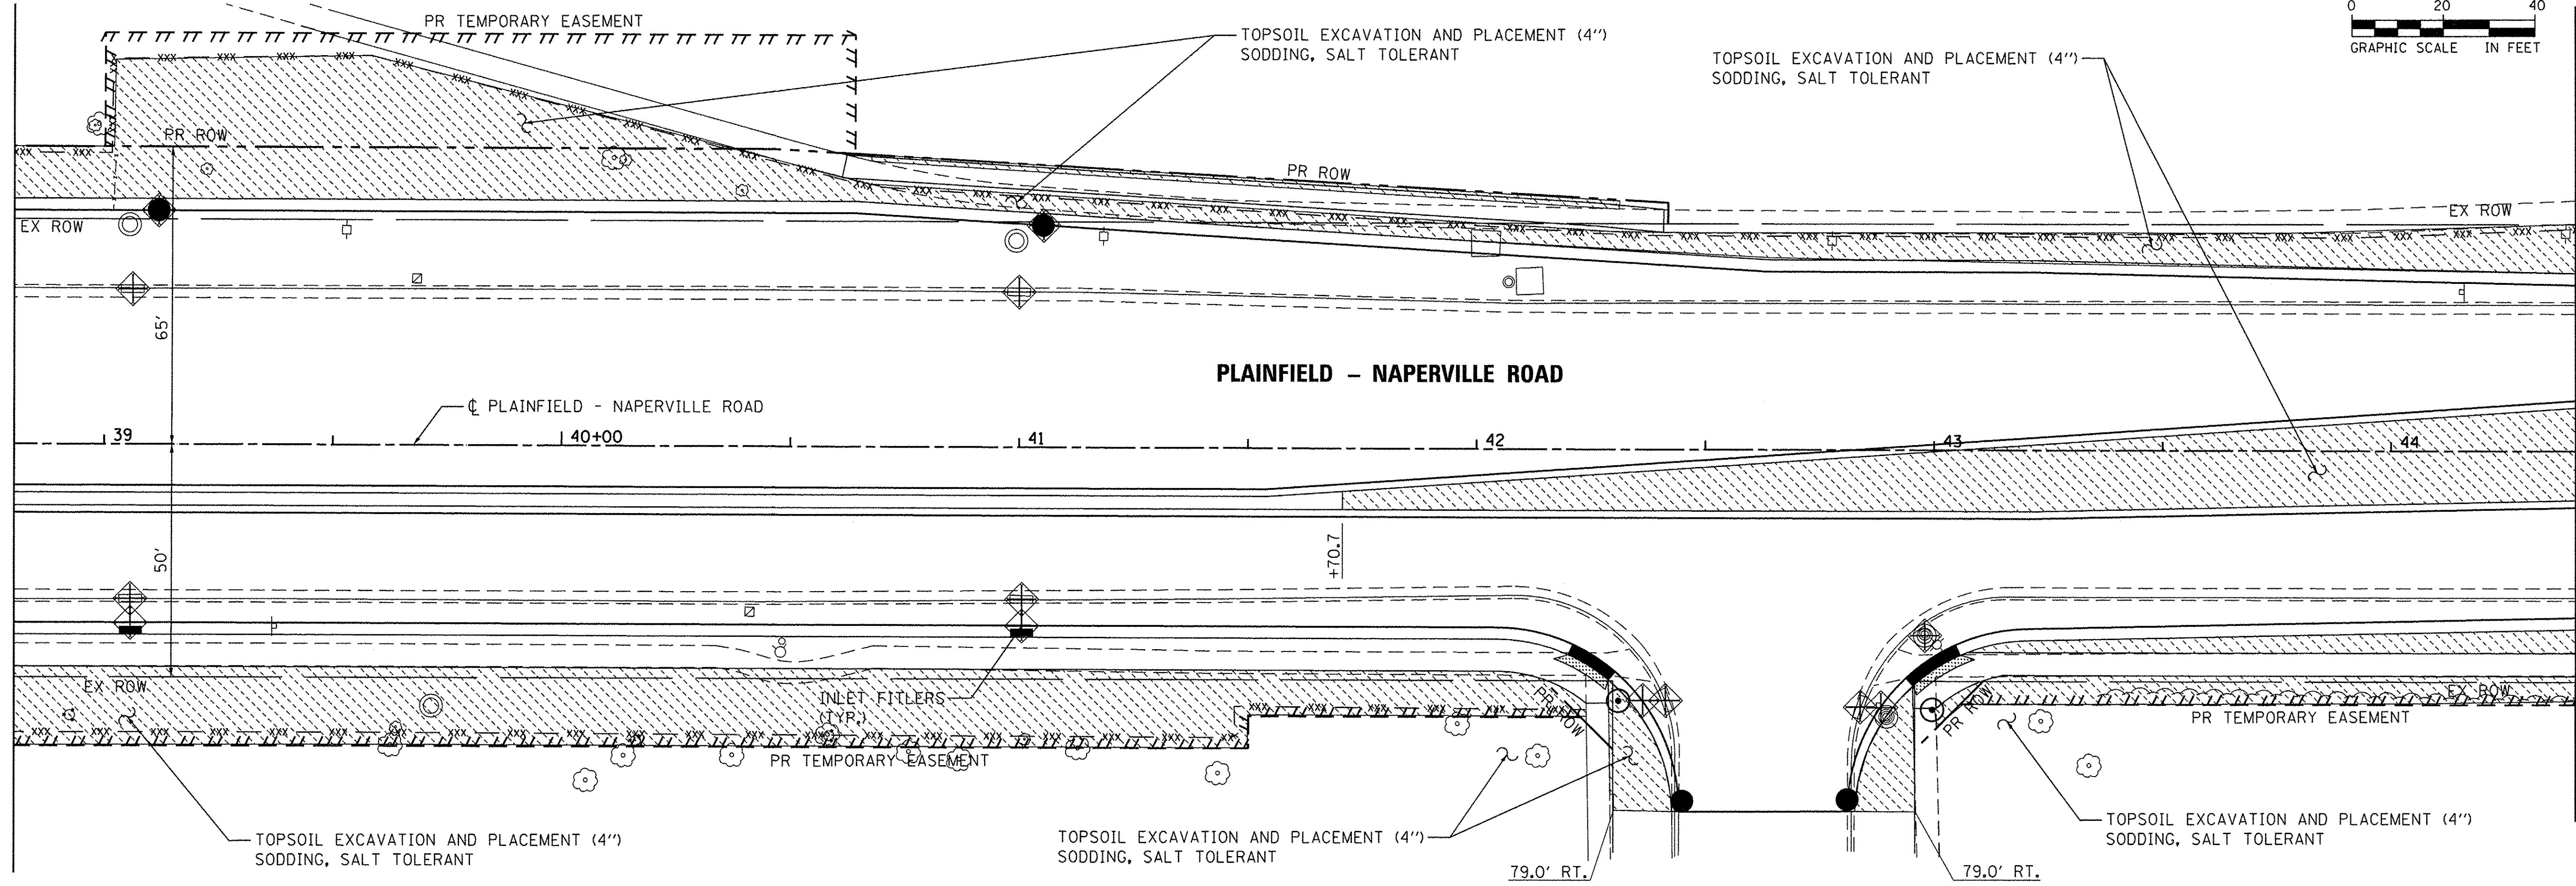 0 20 40
GRAPHIC SCALE IN FEET
PR TEMPORARY EASEMENT
TOPSOIL EXCAVATION AND PLACEMENT (4")
SODDING, SALT TOLERANT
TOPSOIL EXCAVATION AND PLACEMENT (4")
SODDING, SALT TOLERANT
PR ROW
PR ROW
EX ROW
EX ROW
65'
PLAINFIELD - NAPERVILLE ROAD
℄ PLAINFIELD - NAPERVILLE ROAD
39 40+00 41 42 43 44
50'
+70.7
EX ROW
INLET FITLERS
(TYP.)
PR ROW
PR ROW
EX ROW
PR TEMPORARY EASEMENT
PR TEMPORARY EASEMENT
TOPSOIL EXCAVATION AND PLACEMENT (4")
SODDING, SALT TOLERANT
TOPSOIL EXCAVATION AND PLACEMENT (4")
SODDING, SALT TOLERANT
TOPSOIL EXCAVATION AND PLACEMENT (4")
SODDING, SALT TOLERANT
79.0' RT.
79.0' RT.